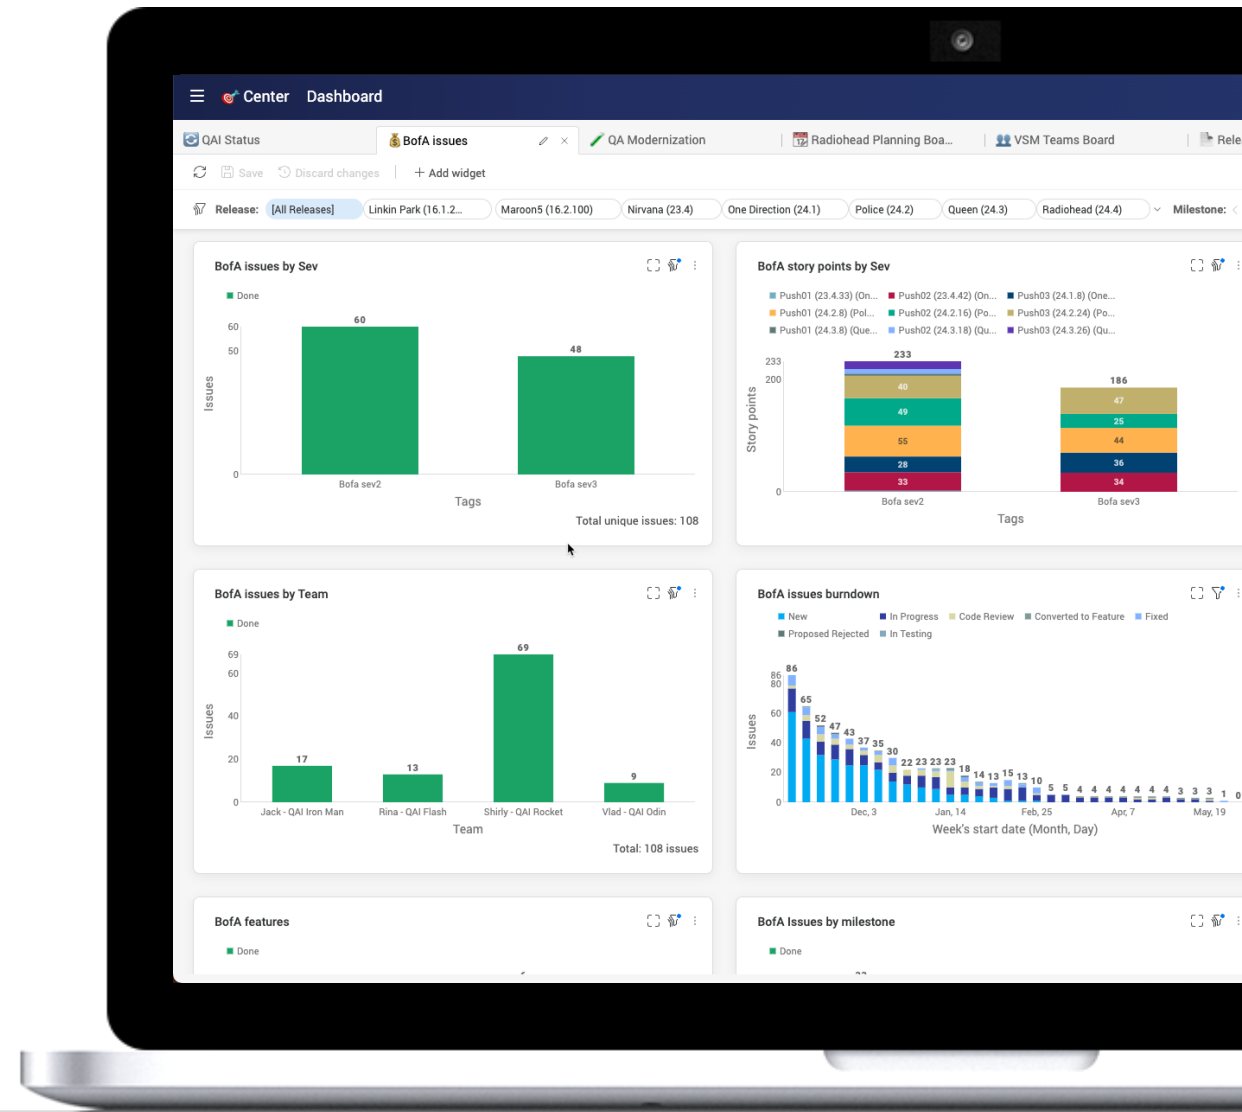 Center Dashboard
QAI Status
BofA issues
QA Modernization
Radiohead Planning Boa...
VSM Teams Board
Rele
Save
Discard changes
+ Add widget
Release:
[All Releases]
Linkin Park (16.1.2...
Maroon5 (16.2.100)
Nirvana (23.4)
One Direction (24.1)
Police (24.2)
Queen (24.3)
Radiohead (24.4)
Milestone:
BofA issues by Sev
Done
60
50
0
Issues
60
48
Bofa sev2
Bofa sev3
Tags
Total unique issues: 108
BofA story points by Sev
Push01 (23.4.33) (On...
Push02 (23.4.42) (On...
Push03 (24.1.8) (One...
Push01 (24.2.8) (Pol...
Push02 (24.2.16) (Po...
Push03 (24.2.24) (Po...
Push01 (24.3.8) (Que...
Push02 (24.3.18) (Qu...
Push03 (24.3.26) (Qu...
233
200
0
Story points
233
40
49
55
28
33
186
47
25
44
36
34
Bofa sev2
Bofa sev3
Tags
BofA issues by Team
Done
69
60
40
20
0
Issues
17
13
69
9
Jack - QAI Iron Man
Rina - QAI Flash
Shirly - QAI Rocket
Vlad - QAI Odin
Team
Total: 108 issues
BofA issues burndown
New
In Progress
Code Review
Converted to Feature
Fixed
Proposed Rejected
In Testing
86
80
60
40
20
0
Issues
86 65 52 47 43 37 35 30 22 23 23 23 18 14 13 15 13 10 5 5 4 4 4 4 4 4 4 3 3 3 1 0
Dec, 3
Jan, 14
Feb, 25
Apr, 7
May, 19
Week's start date (Month, Day)
BofA features
Done
BofA Issues by milestone
Done